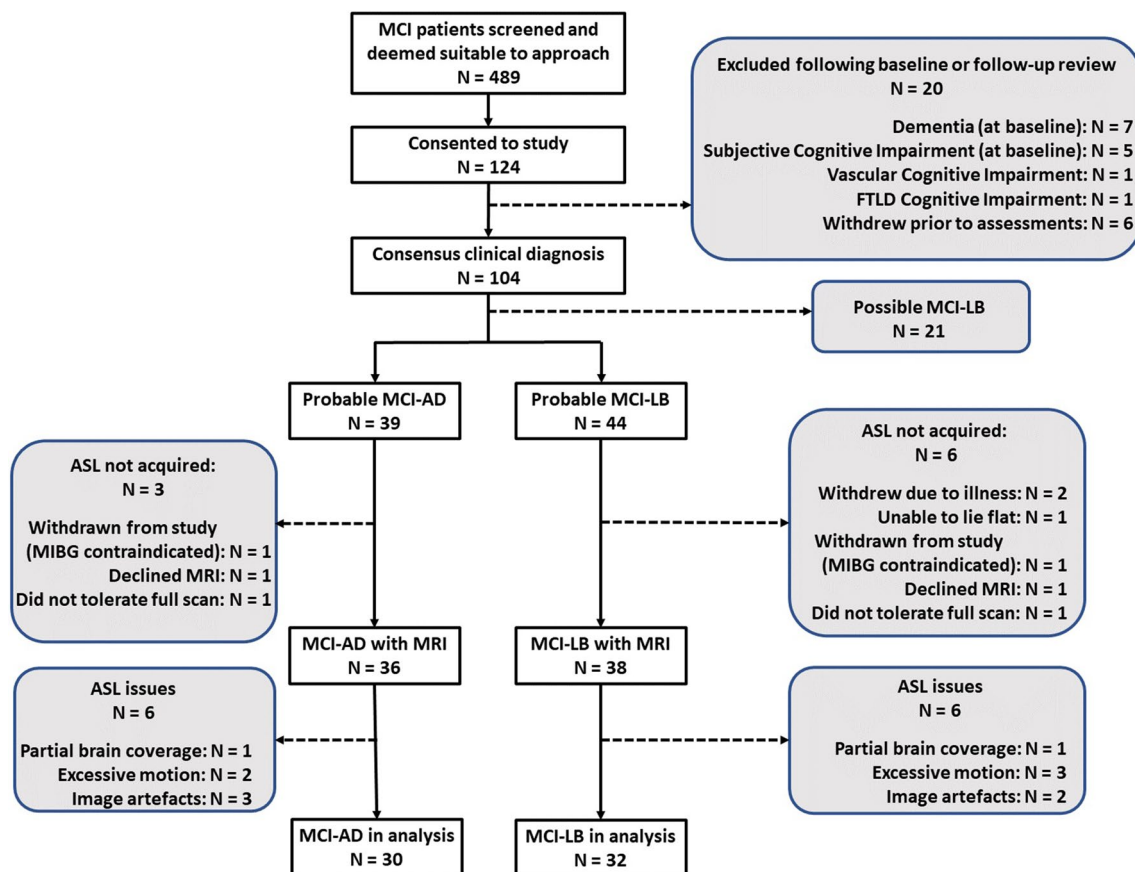 MCI patients screened and
deemed suitable to approach
N = 489
Excluded following baseline or follow-up review
N = 20
Dementia (at baseline): N = 7
Subjective Cognitive Impairment (at baseline): N = 5
Vascular Cognitive Impairment: N = 1
FTLD Cognitive Impairment: N = 1
Withdrew prior to assessments: N = 6
Consented to study
N = 124
Consensus clinical diagnosis
N = 104
Possible MCI-LB
N = 21
Probable MCI-AD
N = 39
Probable MCI-LB
N = 44
ASL not acquired:
N = 3
Withdrawn from study
(MIBG contraindicated): N = 1
Declined MRI: N = 1
Did not tolerate full scan: N = 1
ASL not acquired:
N = 6
Withdrew due to illness: N = 2
Unable to lie flat: N = 1
Withdrawn from study
(MIBG contraindicated): N = 1
Declined MRI: N = 1
Did not tolerate full scan: N = 1
MCI-AD with MRI
N = 36
MCI-LB with MRI
N = 38
ASL issues
N = 6
Partial brain coverage: N = 1
Excessive motion: N = 2
Image artefacts: N = 3
ASL issues
N = 6
Partial brain coverage: N = 1
Excessive motion: N = 3
Image artefacts: N = 2
MCI-AD in analysis
N = 30
MCI-LB in analysis
N = 32